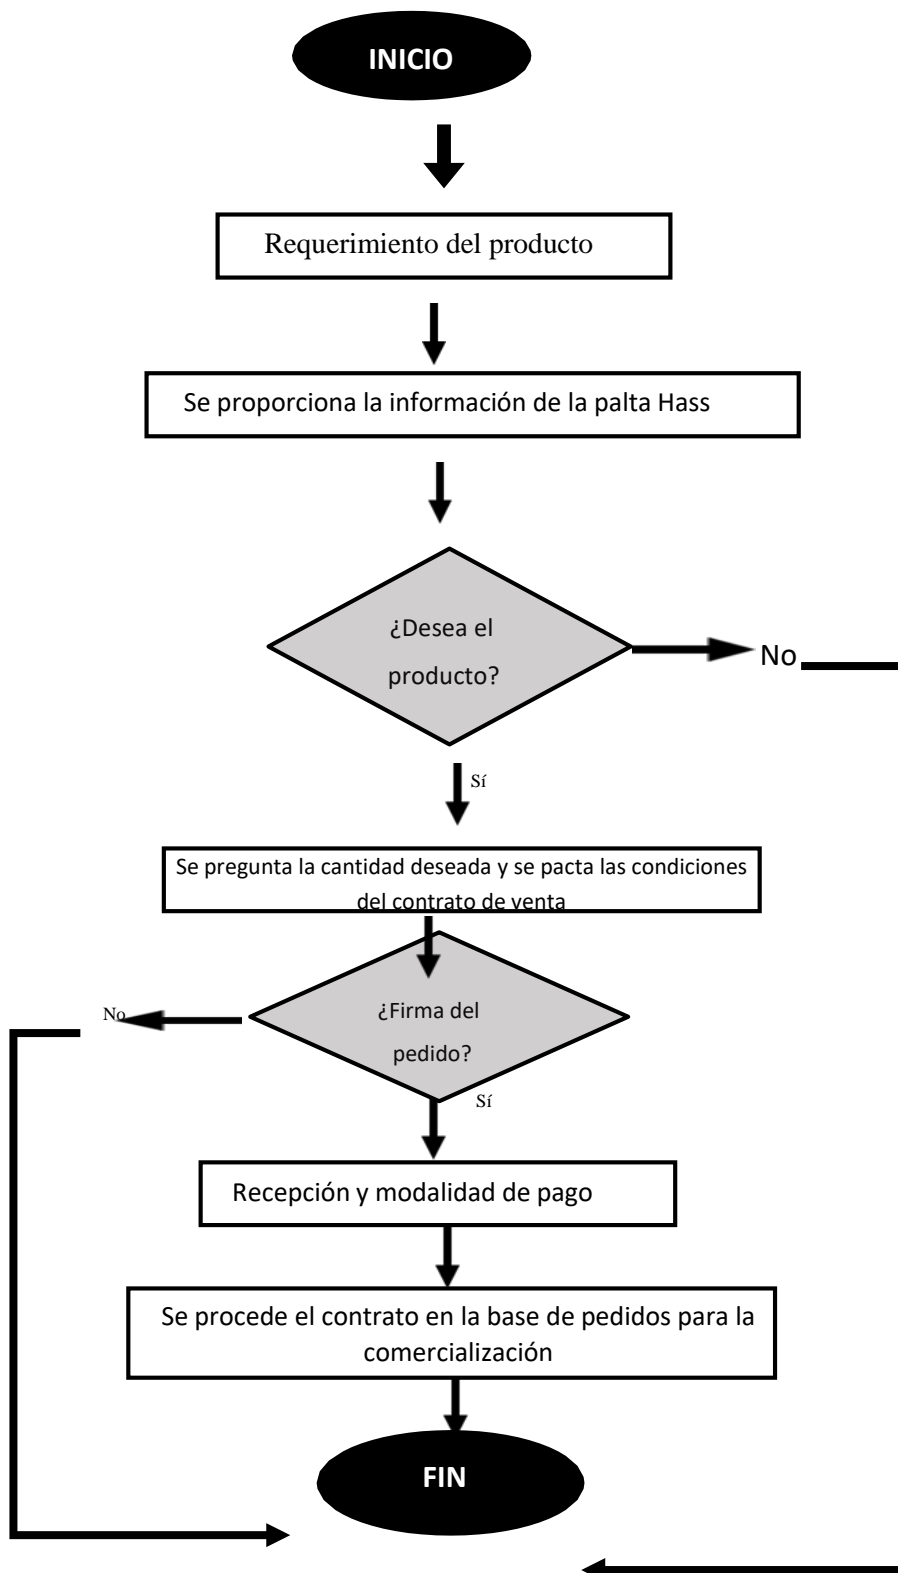 INICIO
Requerimiento del producto
Se proporciona la información de la palta Hass
¿Desea el
producto?
No
Sí
Se pregunta la cantidad deseada y se pacta las condiciones
del contrato de venta
No
¿Firma del
pedido?
Sí
Recepción y modalidad de pago
Se procede el contrato en la base de pedidos para la
comercialización
FIN